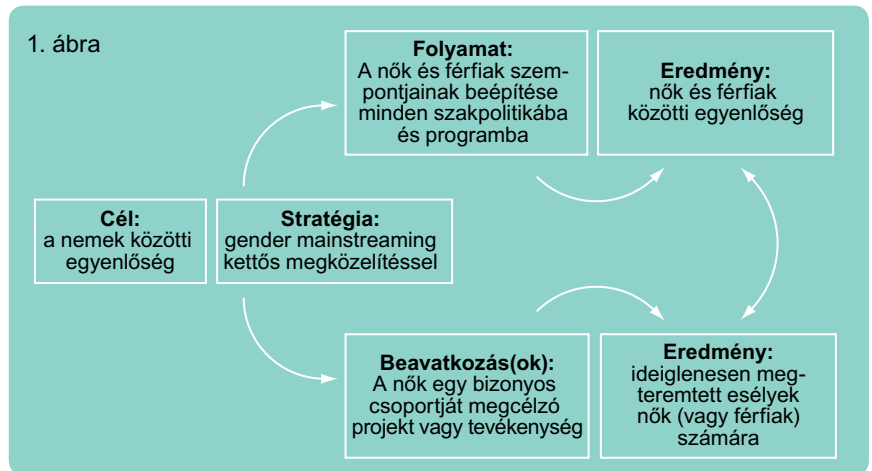 1. ábra
Folyamat:
A nők és férfiak szem-
pontjainak beépítése
minden szakpolitikába
és programba
Eredmény:
nők és férfiak
közötti egyenlőség
Cél:
a nemek közötti
egyenlőség
Stratégia:
gender mainstreaming
kettős megközelítéssel
Beavatkozás(ok):
A nők egy bizonyos
csoportját megcélzó
projekt vagy tevékenység
Eredmény:
ideiglenesen meg-
teremtett esélyek
nők (vagy férfiak)
számára